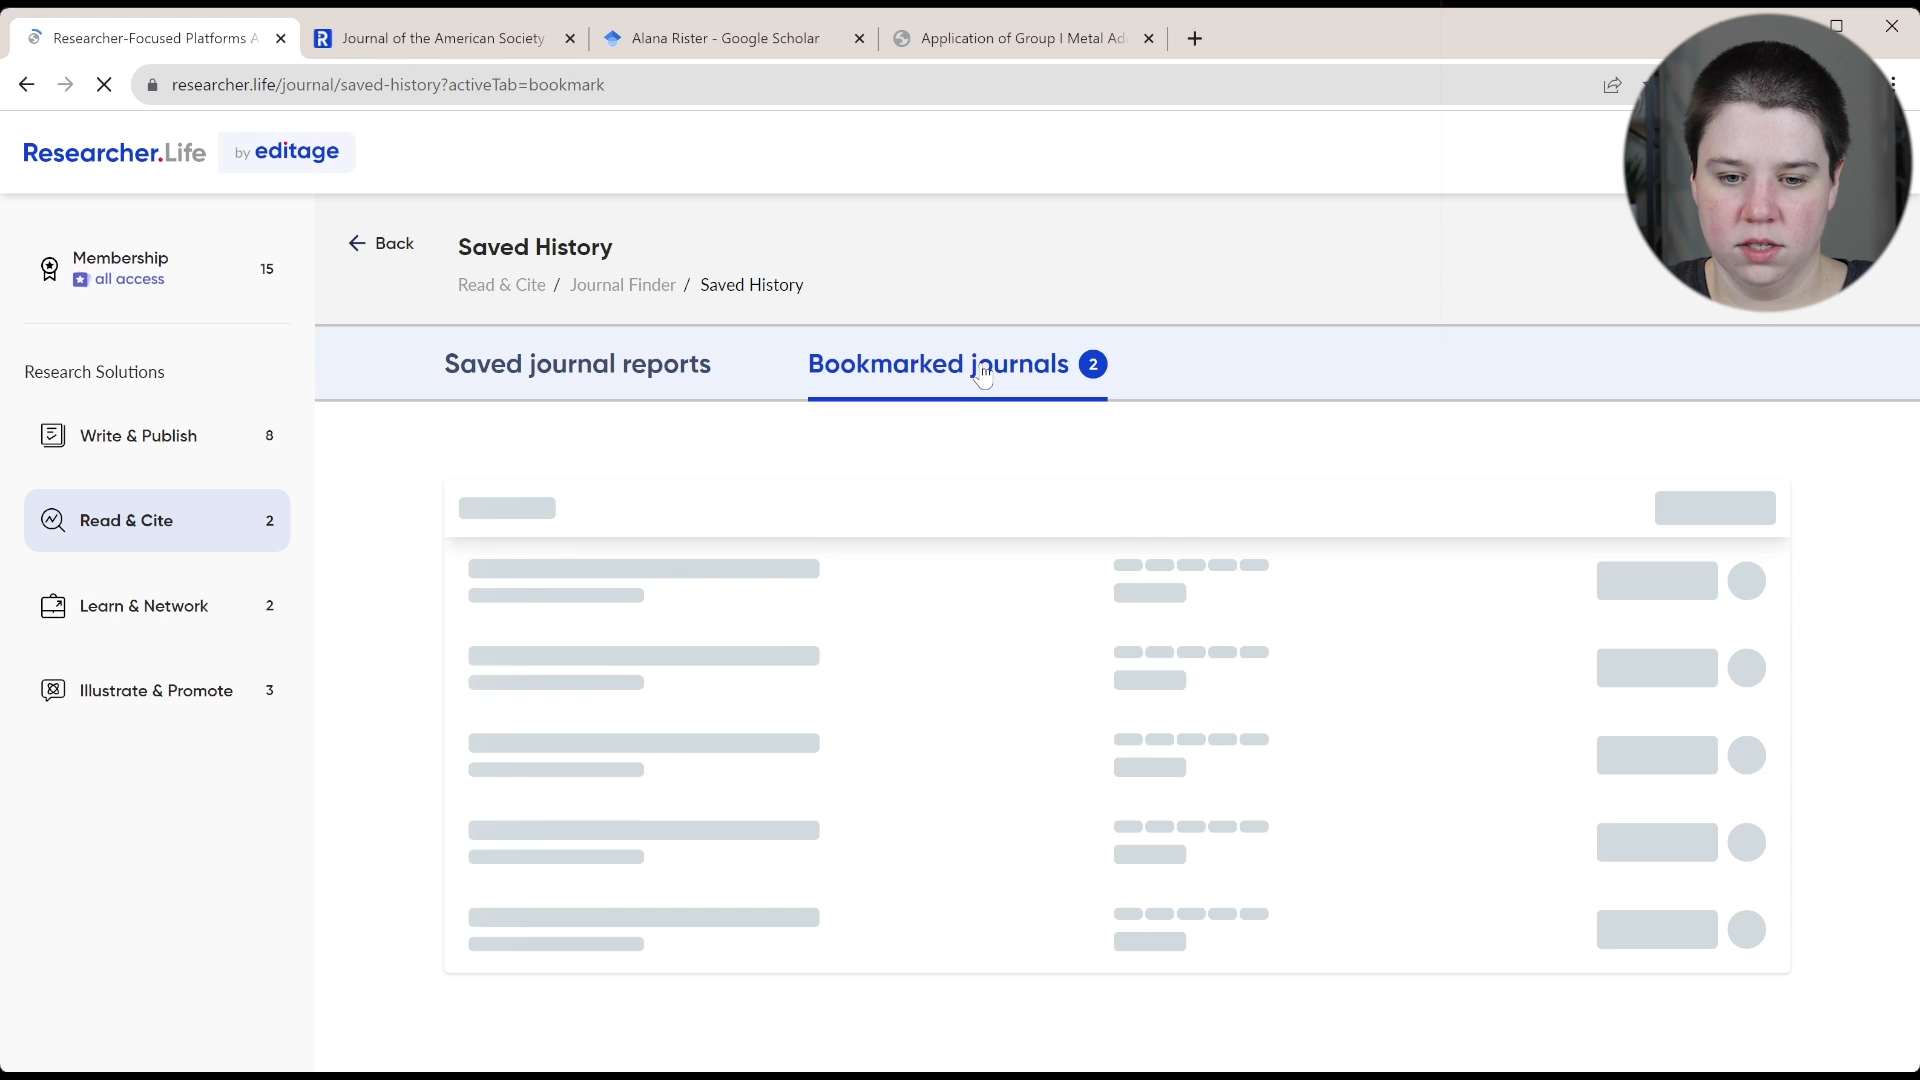 Researcher-Focused Platforms A
Journal of the American Society
Alana Rister - Google Scholar
Application of Group I Metal Ad
researcher.life/journal/saved-history?activeTab=bookmark
Researcher.Life by editage
Membership
all access
15
Research Solutions
Write & Publish 8
Read & Cite 2
Learn & Network 2
Illustrate & Promote 3
Back
Saved History
Read & Cite / Journal Finder / Saved History
Saved journal reports
Bookmarked journals 2